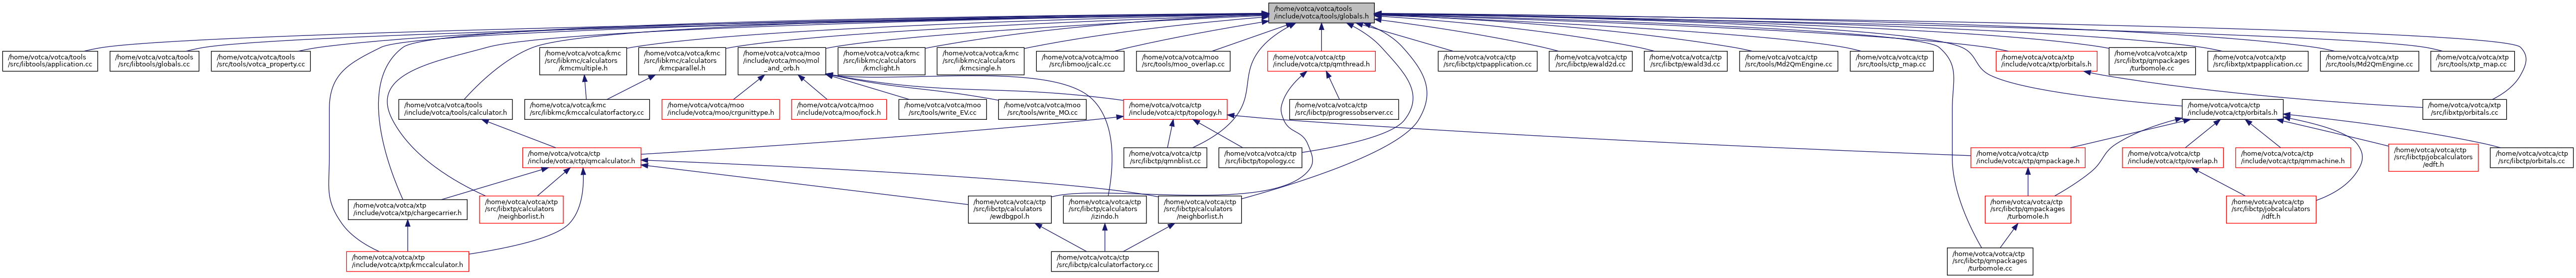 /home/votca/votca/tools
/include/votca/tools/globals.h
/home/votca/votca/tools
/src/libtools/application.cc
/home/votca/votca/tools
/src/libtools/globals.cc
/home/votca/votca/tools
/src/tools/votca_property.cc
/home/votca/votca/kmc
/src/libkmc/calculators
/kmcmultiple.h
/home/votca/votca/kmc
/src/libkmc/calculators
/kmcparallel.h
/home/votca/votca/moo
/include/votca/moo/mol
_and_orb.h
/home/votca/votca/kmc
/src/libkmc/calculators
/kmclight.h
/home/votca/votca/kmc
/src/libkmc/calculators
/kmcsingle.h
/home/votca/votca/moo
/src/libmoo/jcalc.cc
/home/votca/votca/moo
/src/tools/moo_overlap.cc
/home/votca/votca/ctp
/include/votca/ctp/qmthread.h
/home/votca/votca/ctp
/src/libctp/ctpapplication.cc
/home/votca/votca/ctp
/src/libctp/ewald2d.cc
/home/votca/votca/ctp
/src/libctp/ewald3d.cc
/home/votca/votca/ctp
/src/tools/Md2QmEngine.cc
/home/votca/votca/ctp
/src/tools/ctp_map.cc
/home/votca/votca/xtp
/include/votca/xtp/orbitals.h
/home/votca/votca/xtp
/src/libxtp/qmpackages
/turbomole.cc
/home/votca/votca/xtp
/src/libxtp/xtpapplication.cc
/home/votca/votca/xtp
/src/tools/Md2QmEngine.cc
/home/votca/votca/xtp
/src/tools/xtp_map.cc
/home/votca/votca/tools
/include/votca/tools/calculator.h
/home/votca/votca/kmc
/src/libkmc/kmccalculatorfactory.cc
/home/votca/votca/moo
/include/votca/moo/crgunittype.h
/home/votca/votca/moo
/include/votca/moo/fock.h
/home/votca/votca/moo
/src/tools/write_EV.cc
/home/votca/votca/moo
/src/tools/write_MO.cc
/home/votca/votca/ctp
/include/votca/ctp/topology.h
/home/votca/votca/ctp
/src/libctp/progressobserver.cc
/home/votca/votca/ctp
/include/votca/ctp/orbitals.h
/home/votca/votca/xtp
/src/libxtp/orbitals.cc
/home/votca/votca/ctp
/include/votca/ctp/qmcalculator.h
/home/votca/votca/ctp
/src/libctp/qmnblist.cc
/home/votca/votca/ctp
/src/libctp/topology.cc
/home/votca/votca/ctp
/include/votca/ctp/qmpackage.h
/home/votca/votca/ctp
/include/votca/ctp/overlap.h
/home/votca/votca/ctp
/include/votca/ctp/qmmachine.h
/home/votca/votca/ctp
/src/libctp/jobcalculators
/edft.h
/home/votca/votca/ctp
/src/libctp/orbitals.cc
/home/votca/votca/xtp
/include/votca/xtp/chargecarrier.h
/home/votca/votca/xtp
/src/libxtp/calculators
/neighborlist.h
/home/votca/votca/ctp
/src/libctp/calculators
/ewdbgpol.h
/home/votca/votca/ctp
/src/libctp/calculators
/izindo.h
/home/votca/votca/ctp
/src/libctp/calculators
/neighborlist.h
/home/votca/votca/ctp
/src/libctp/qmpackages
/turbomole.h
/home/votca/votca/ctp
/src/libctp/jobcalculators
/idft.h
/home/votca/votca/xtp
/include/votca/xtp/kmccalculator.h
/home/votca/votca/ctp
/src/libctp/calculatorfactory.cc
/home/votca/votca/ctp
/src/libctp/qmpackages
/turbomole.cc